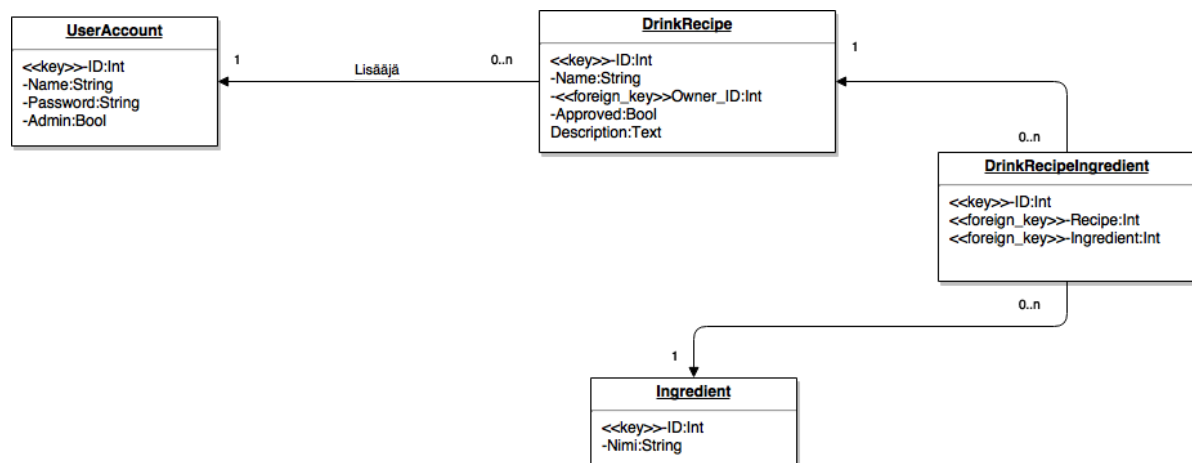 UserAccount
<<key>>-ID:Int
-Name:String
-Password:String
-Admin:Bool
1
Lisääjä
0..n
DrinkRecipe
<<key>>-ID:Int
-Name:String
-<<foreign_key>>Owner_ID:Int
-Approved:Bool
Description:Text
1
0..n
DrinkRecipeIngredient
<<key>>-ID:Int
<<foreign_key>>-Recipe:Int
<<foreign_key>>-Ingredient:Int
0..n
1
Ingredient
<<key>>-ID:Int
-Nimi:String